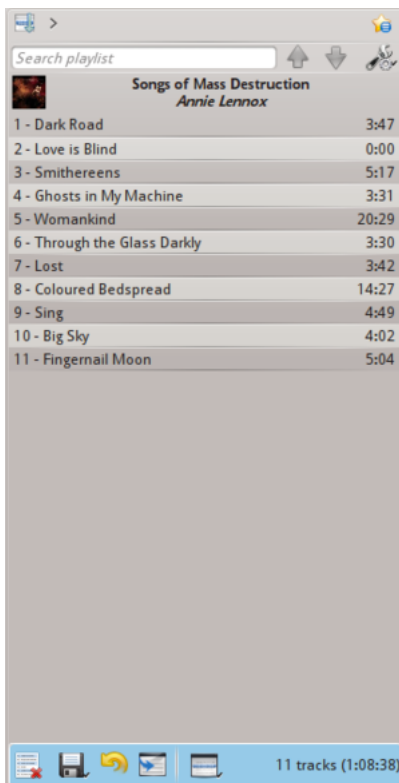 >
Search playlist
Songs of Mass Destruction
Annie Lennox
1 - Dark Road 3:47
2 - Love is Blind 0:00
3 - Smithereens 5:17
4 - Ghosts in My Machine 3:31
5 - Womankind 20:29
6 - Through the Glass Darkly 3:30
7 - Lost 3:42
8 - Coloured Bedspread 14:27
9 - Sing 4:49
10 - Big Sky 4:02
11 - Fingernail Moon 5:04
11 tracks (1:08:38)